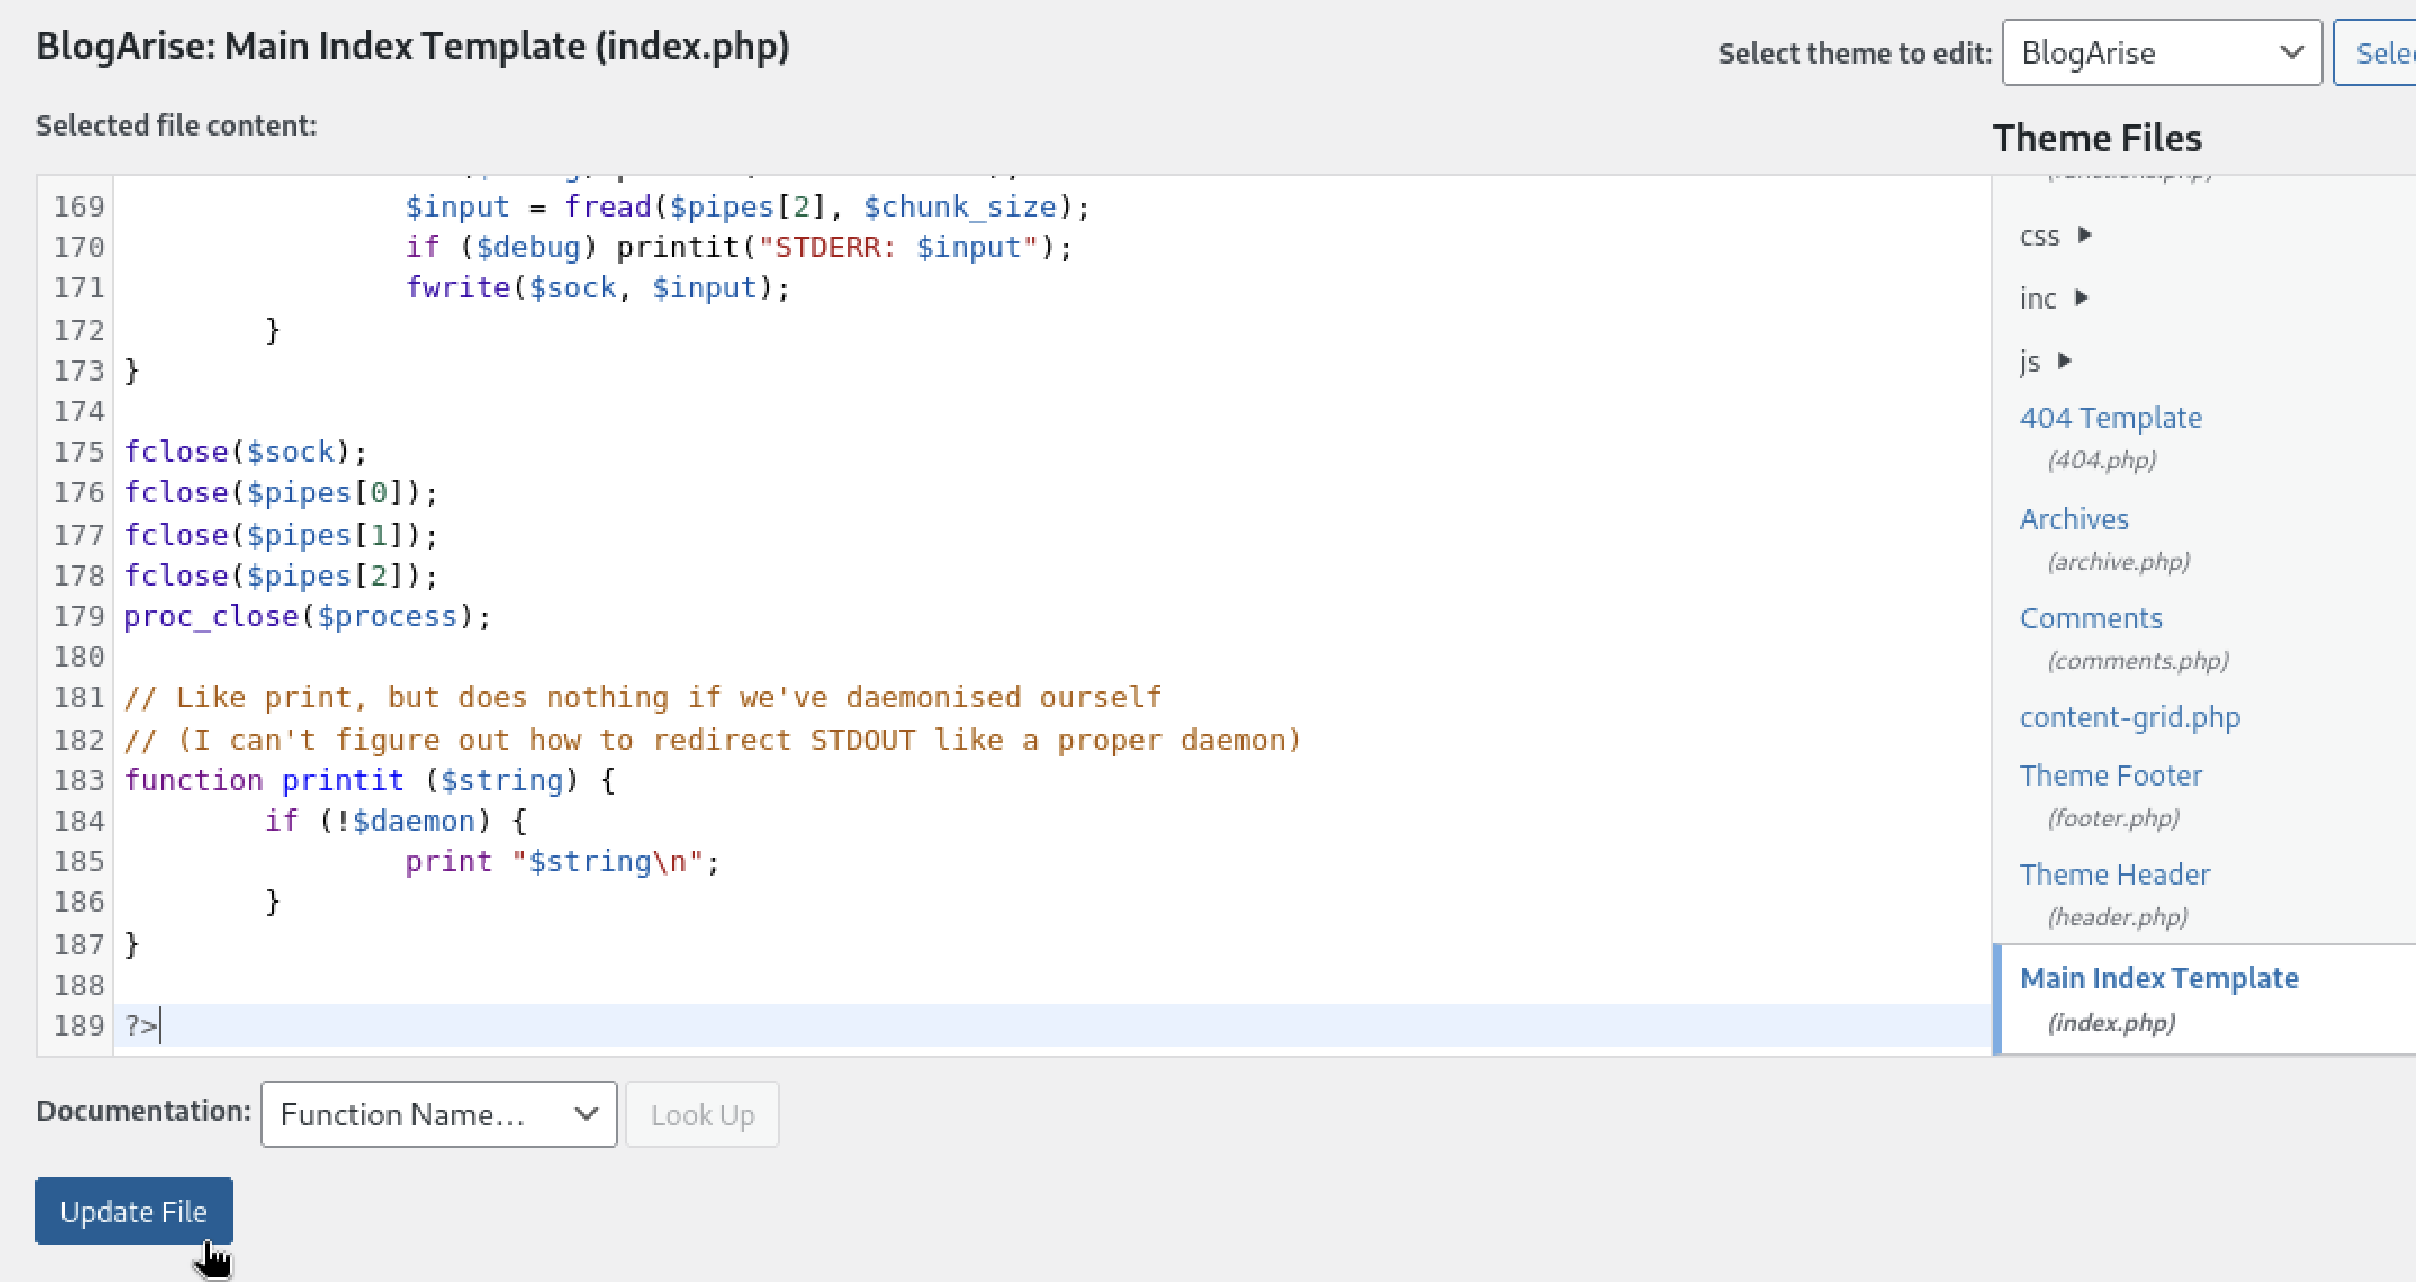 BlogArise: Main Index Template (index.php)
Select theme to edit: BlogArise
Selected file content:
Theme Files
169 $input = fread($pipes[2], $chunk_size);
170 if ($debug) printit("STDERR: $input");
171 fwrite($sock, $input);
172 }
173 }
174
175 fclose($sock);
176 fclose($pipes[0]);
177 fclose($pipes[1]);
178 fclose($pipes[2]);
179 proc_close($process);
180
181 // Like print, but does nothing if we've daemonised ourself
182 // (I can't figure out how to redirect STDOUT like a proper daemon)
183 function printit ($string) {
184 if (!$daemon) {
185 print "$string\n";
186 }
187 }
188
189 ?>
css
inc
js
404 Template
(404.php)
Archives
(archive.php)
Comments
(comments.php)
content-grid.php
Theme Footer
(footer.php)
Theme Header
(header.php)
Main Index Template
(index.php)
Documentation: Function Name... Look Up
Update File